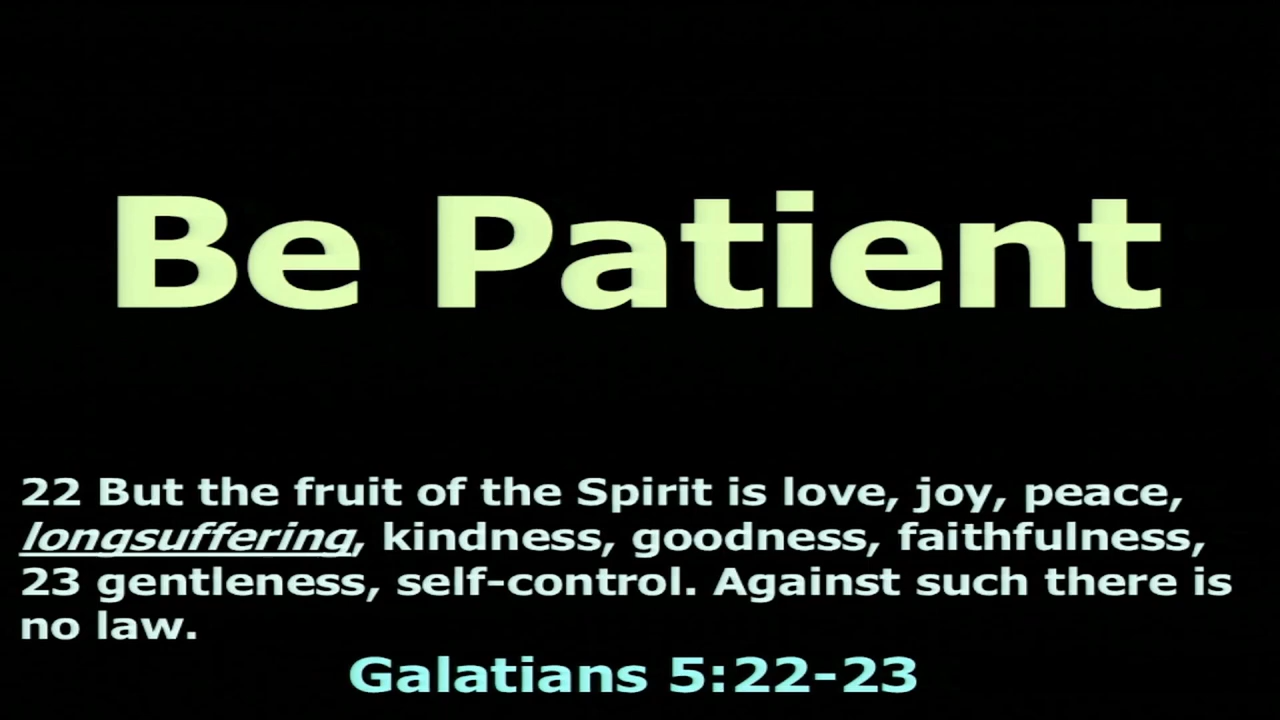 Be Patient
22 But the fruit of the Spirit is love, joy, peace,
longsuffering, kindness, goodness, faithfulness,
23 gentleness, self-control. Against such there is
no law.
Galatians 5:22-23